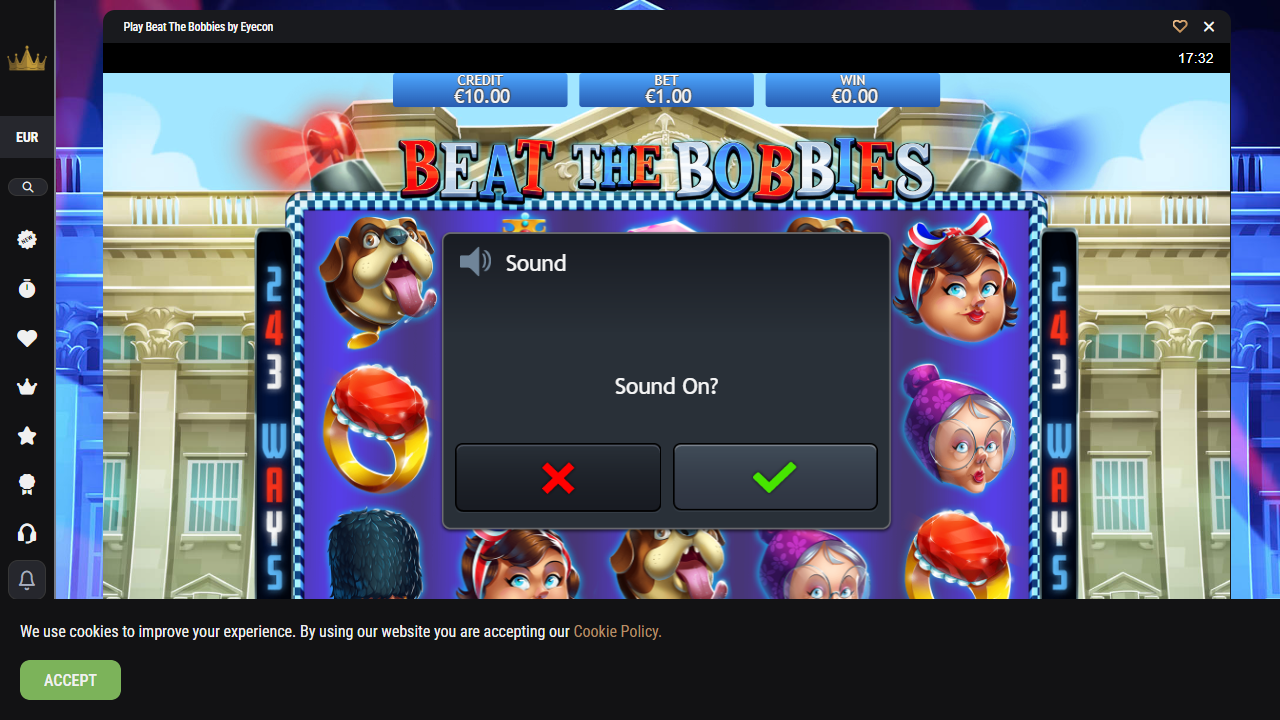 Play Beat The Bobbies by Eyecon
17:32
CREDIT
€10.00
BET
€1.00
WIN
€0.00
EUR
BEAT THE BOBBIES
NEW
243 WAYS
243 WAYS
Sound
Sound On?
We use cookies to improve your experience. By using our website you are accepting our Cookie Policy.
ACCEPT